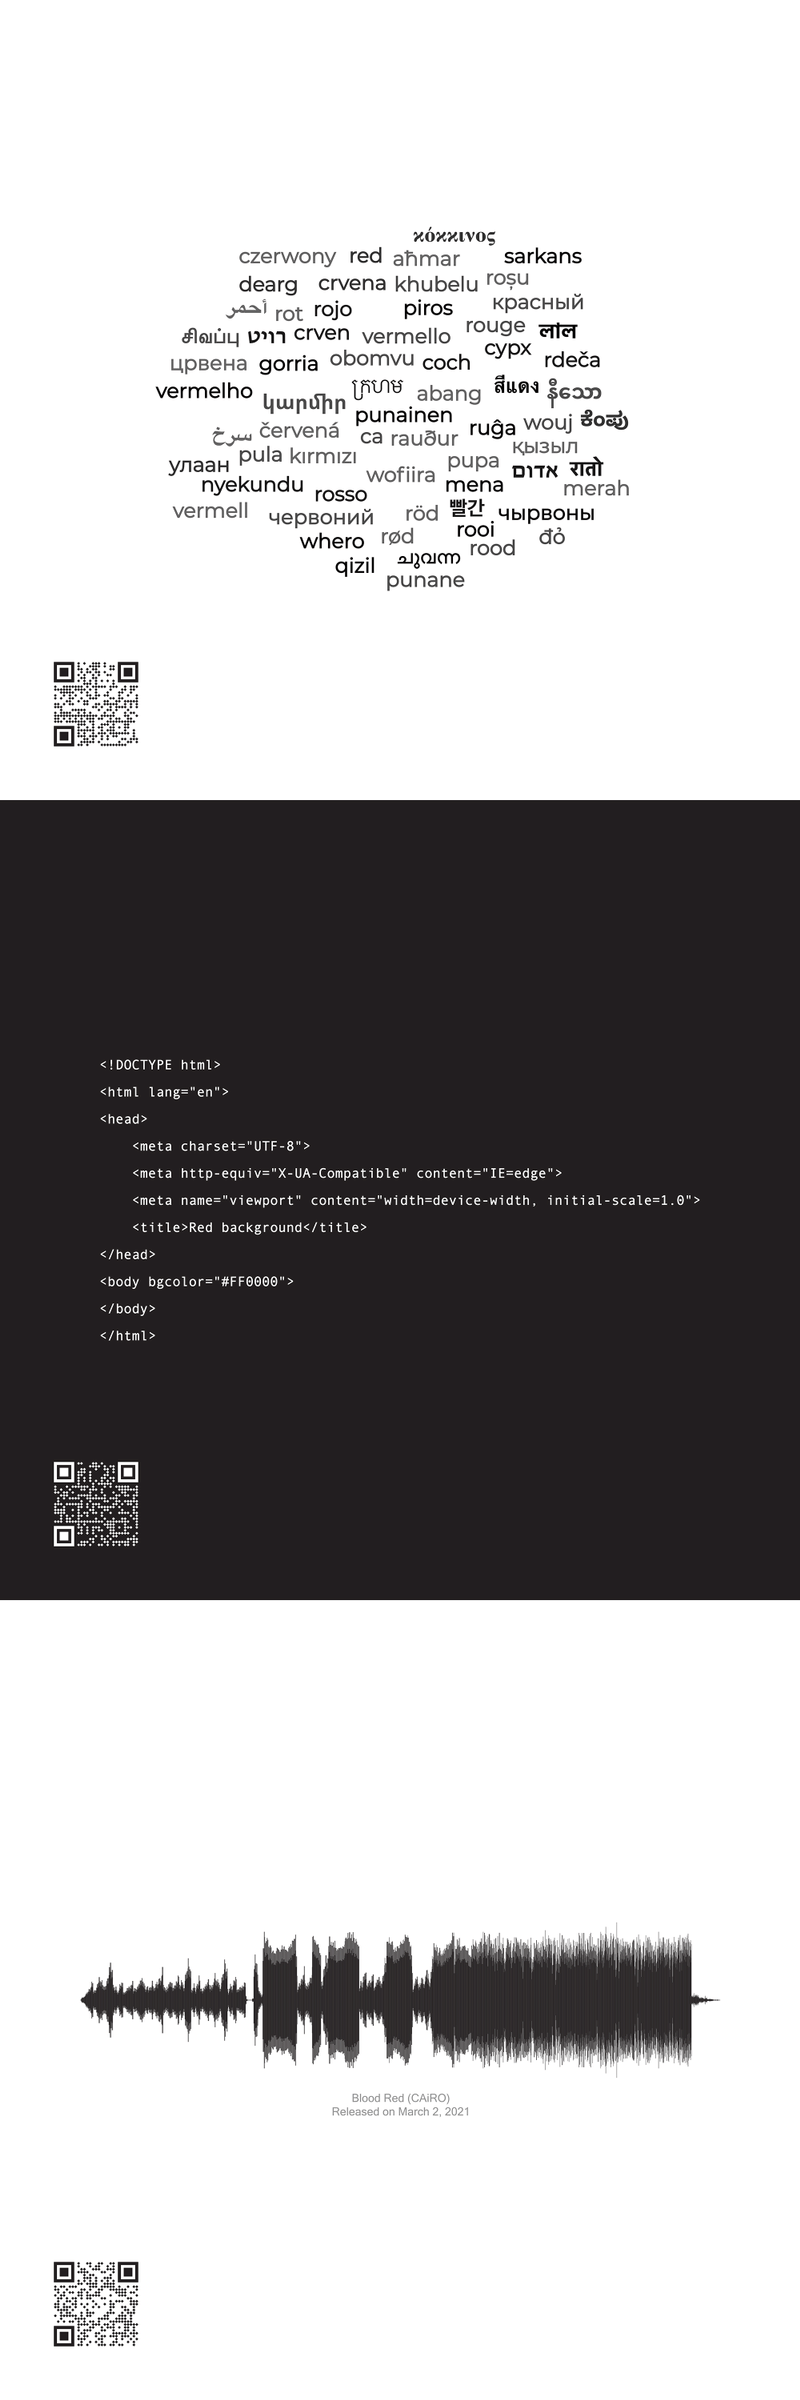 κόκκινος
czerwony red aħmar sarkans
dearg crvena khubelu roșu
أحمر rot rojo piros красный
சிவப்பு רויט crven vermello rouge लाल
црвена gorria obomvu coch сурх rdeča
vermelho կարմիր ក្រហម abang สีแดง နီသော
سرخ červená punainen ca rauður ruĝa wouj ಕೆಂಪು
улаан pula kırmızı wofiira pupa қызыл אדום रातो
nyekundu rosso mena merah
vermell червоний röd 빨간 чырвоны
whero rød rooi rood đỏ
qizil ചുവന്ന
punane
<!DOCTYPE html>
<html lang="en">
<head>
<meta charset="UTF-8">
<meta http-equiv="X-UA-Compatible" content="IE=edge">
<meta name="viewport" content="width=device-width, initial-scale=1.0">
<title>Red background</title>
</head>
<body bgcolor="#FF0000">
</body>
</html>
Blood Red (CAiRO)
Released on March 2, 2021